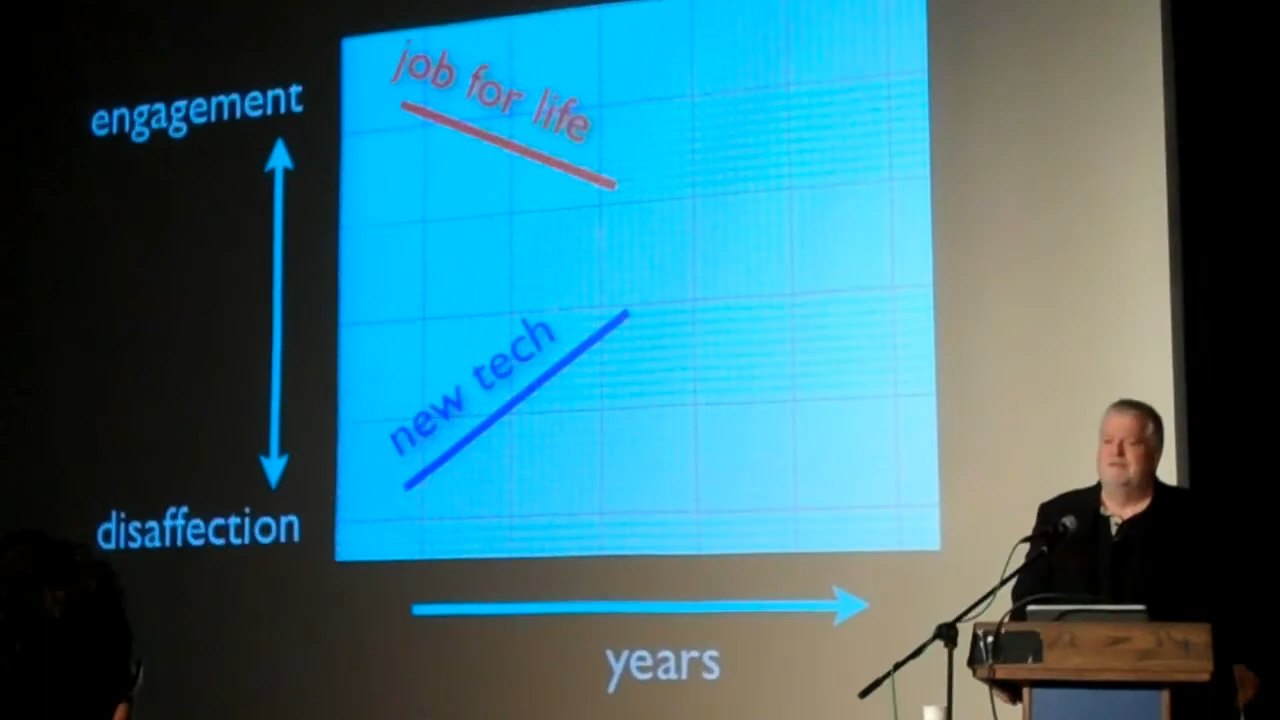 engagement
job for life
new tech
disaffection
years